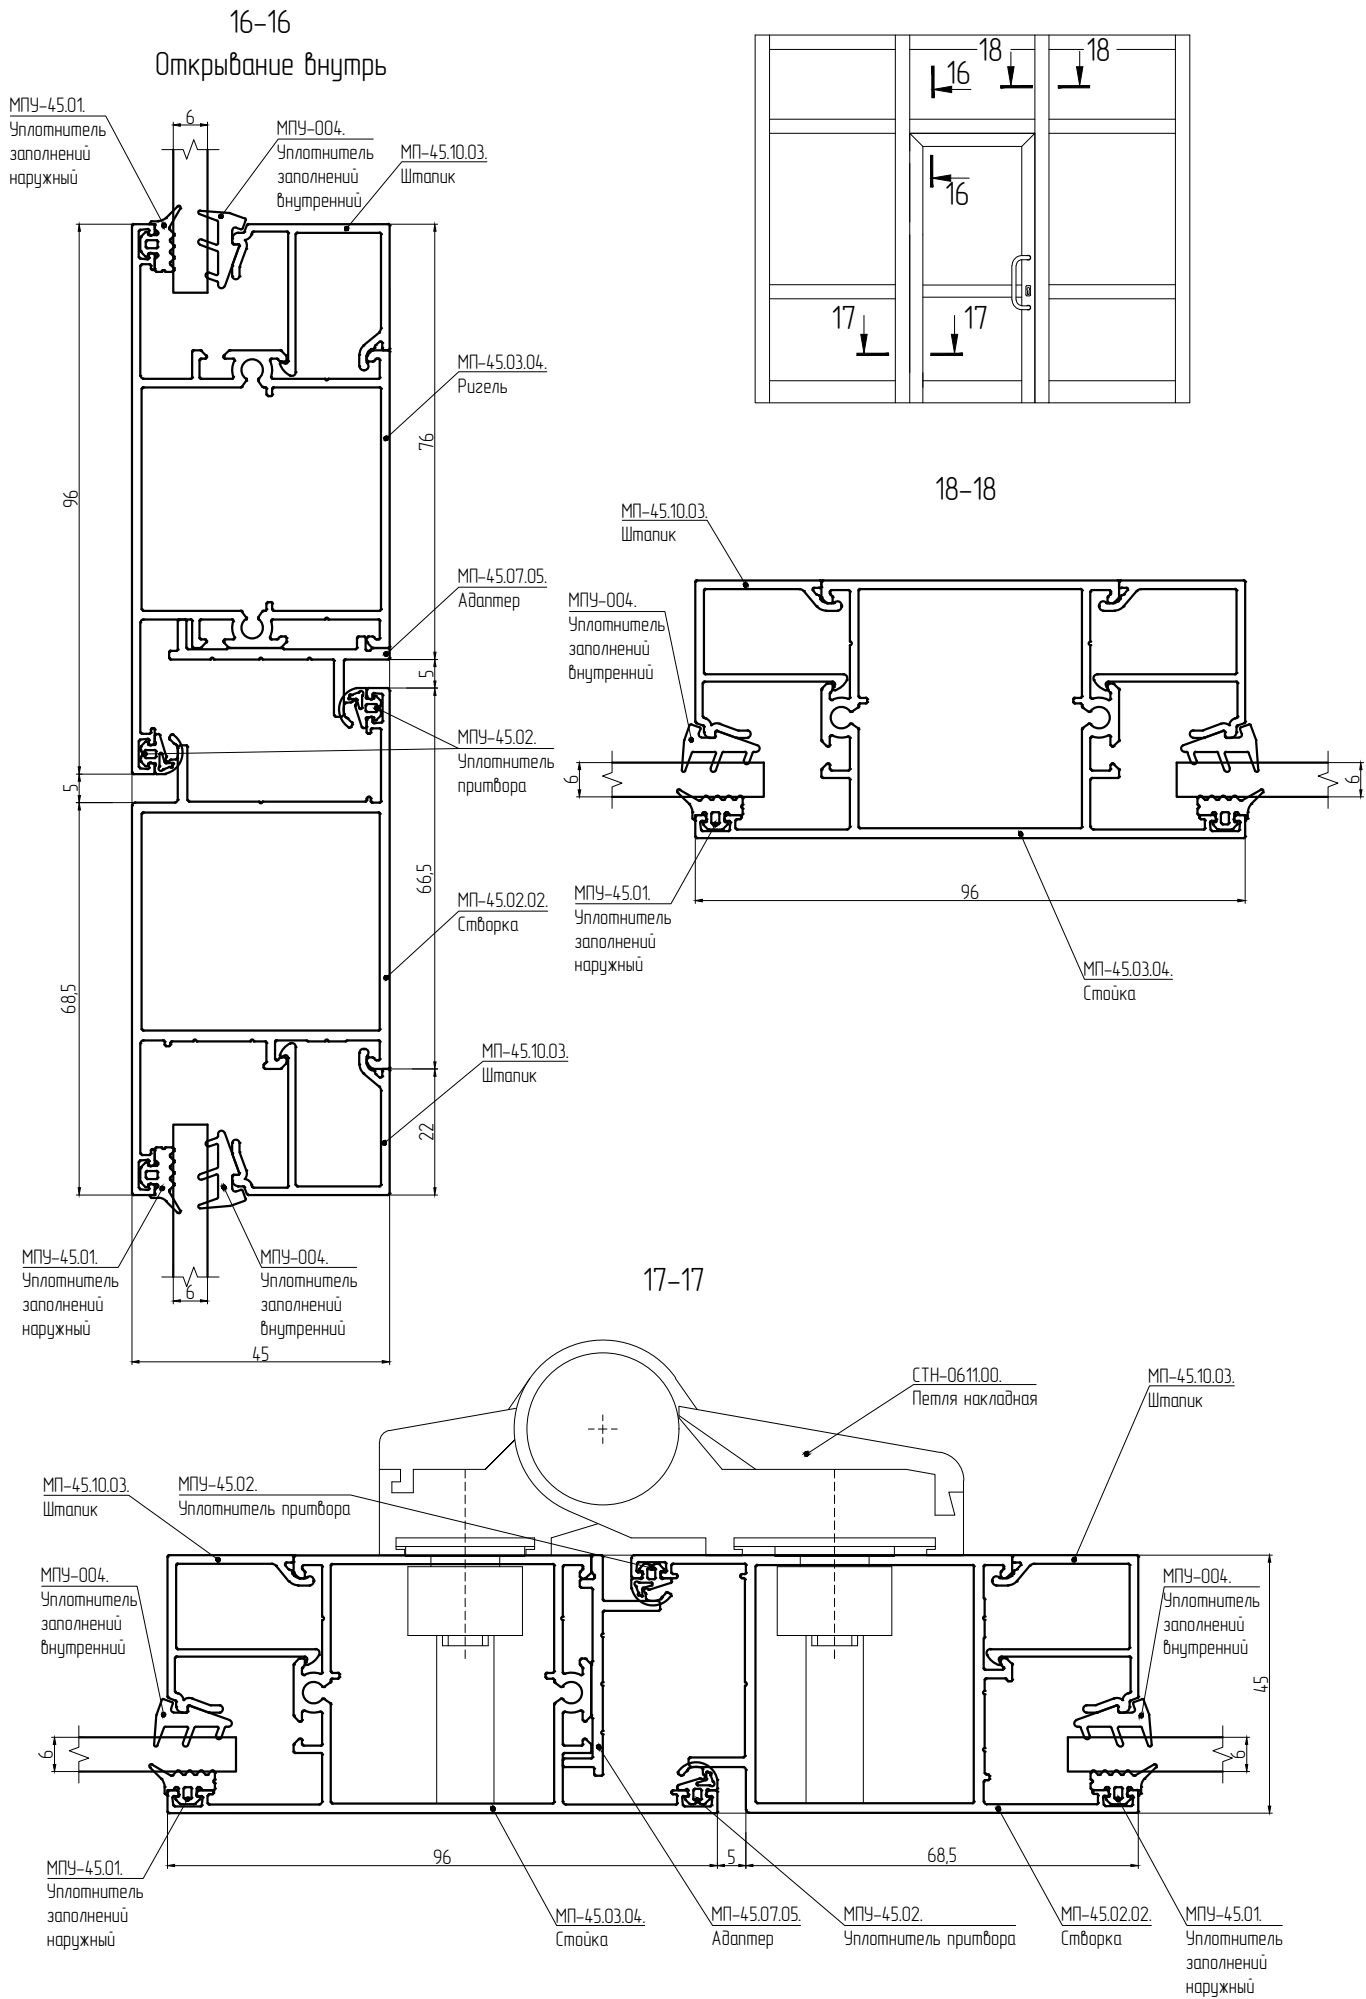 16-16
Открывание внутрь
МПУ-45.01.
Уплотнитель
заполнений
наружный
6
МПУ-004.
Уплотнитель
заполнений
внутренний
МП-45.10.03.
Штапик
МП-45.03.04.
Ригель
76
96
МП-45.07.05.
Адаптер
5
МПУ-45.02.
Уплотнитель
притвора
5
66,5
МП-45.02.02.
Створка
68,5
МП-45.10.03.
Штапик
22
МПУ-45.01.
Уплотнитель
заполнений
наружный
6
МПУ-004.
Уплотнитель
заполнений
внутренний
45
18
18
16
16
17
17
18-18
МП-45.10.03.
Штапик
МПУ-004.
Уплотнитель
заполнений
внутренний
6
6
МПУ-45.01.
Уплотнитель
заполнений
наружный
96
МП-45.03.04.
Стойка
17-17
СТН-0611.00.
Петля накладная
МП-45.10.03.
Штапик
МП-45.10.03.
Штапик
МПУ-45.02.
Уплотнитель притвора
МПУ-004.
Уплотнитель
заполнений
внутренний
МПУ-004.
Уплотнитель
заполнений
внутренний
45
6
6
96
5
68,5
МПУ-45.01.
Уплотнитель
заполнений
наружный
МП-45.03.04.
Стойка
МП-45.07.05.
Адаптер
МПУ-45.02.
Уплотнитель притвора
МП-45.02.02.
Створка
МПУ-45.01.
Уплотнитель
заполнений
наружный